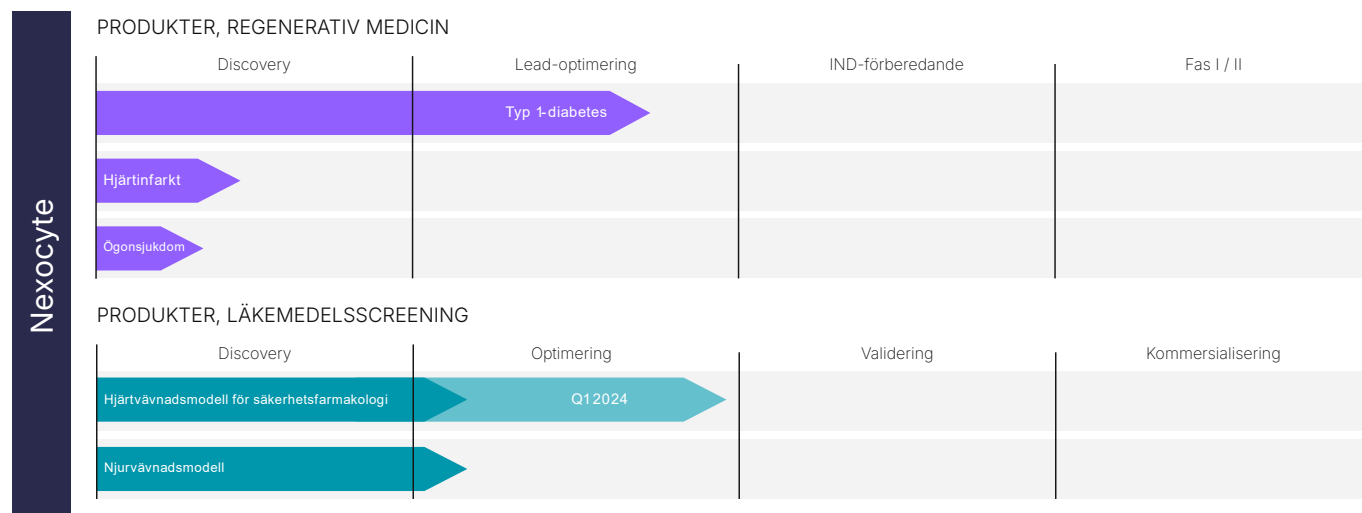 Nexocyte
PRODUKTER, REGENERATIV MEDICIN
Discovery
Lead-optimering
IND-förberedande
Fas I / II
Typ 1-diabetes
Hjärtinfarkt
Ögonsjukdom
PRODUKTER, LÄKEMEDELSSCREENING
Discovery
Optimering
Validering
Kommersialisering
Hjärtvävnadsmodell för säkerhetsfarmakologi
Q1 2024
Njurvävnadsmodell